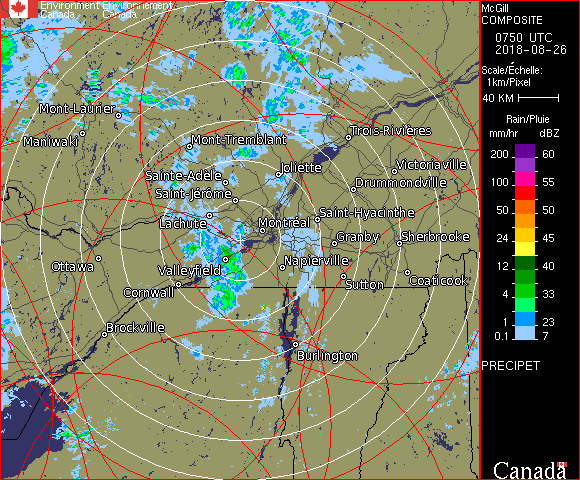 Environment Environnement
Canada Canada
Mont-Laurier
Maniwaki
Mont-Tremblant
Trois-Rivières
Sainte-Adèle
Joliette
Victoriaville
Saint-Jérôme
Drummondville
Lachute
Montréal
Saint-Hyacinthe
Granby
Sherbrooke
Ottawa
Valleyfield
Napierville
Cornwall
Sutton
Coaticook
Brockville
Burlington
McGill
COMPOSITE
0750 UTC
2018-08-26
Scale/Échelle:
1km/Pixel
40 KM
Rain/Pluie
mm/hr dBZ
200 60
100 55
50 50
24 45
12 40
4 33
1 23
0.1 7
PRECIPET
Canada